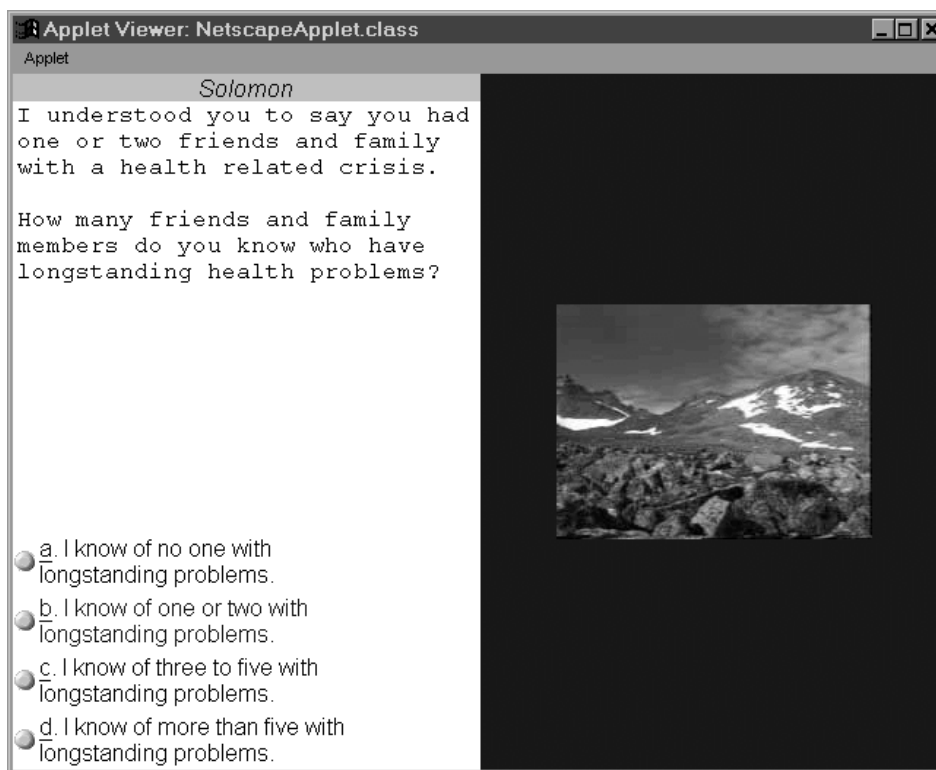 Applet Viewer: NetscapeApplet.class
Applet
Solomon
I understood you to say you had
one or two friends and family
with a health related crisis.
How many friends and family
members do you know who have
longstanding health problems?
a. I know of no one with
longstanding problems.
b. I know of one or two with
longstanding problems.
c. I know of three to five with
longstanding problems.
d. I know of more than five with
longstanding problems.